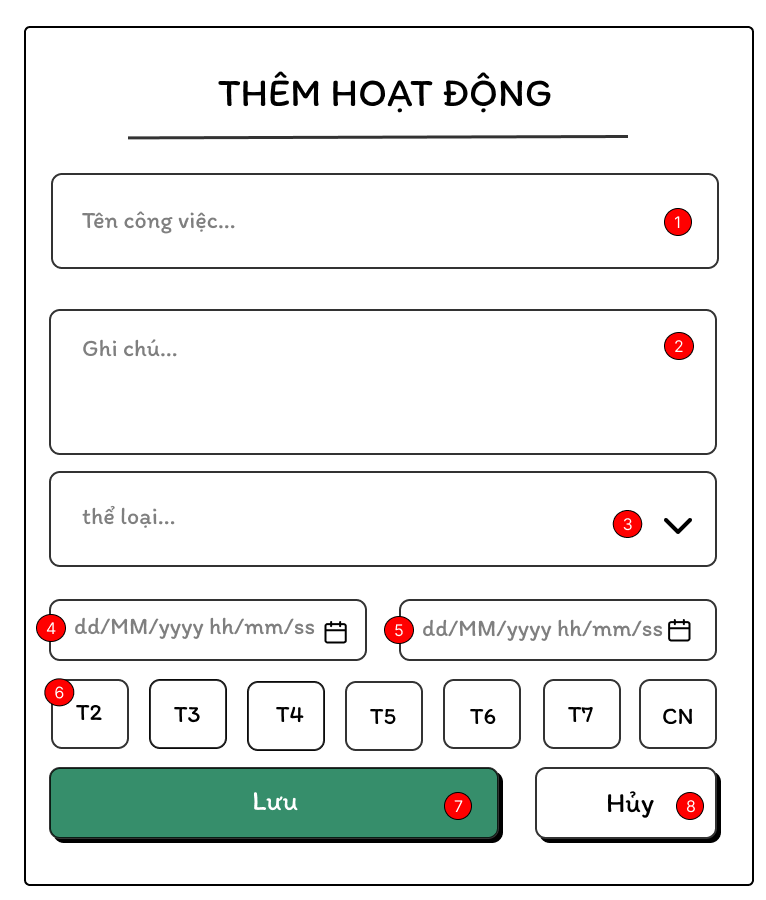 THÊM HOẠT ĐỘNG
Tên công việc... 1
Ghi chú... 2
thể loại... 3
4 dd/MM/yyyy hh/mm/ss 5 dd/MM/yyyy hh/mm/ss
6 T2 T3 T4 T5 T6 T7 CN
Lưu 7 Hủy 8